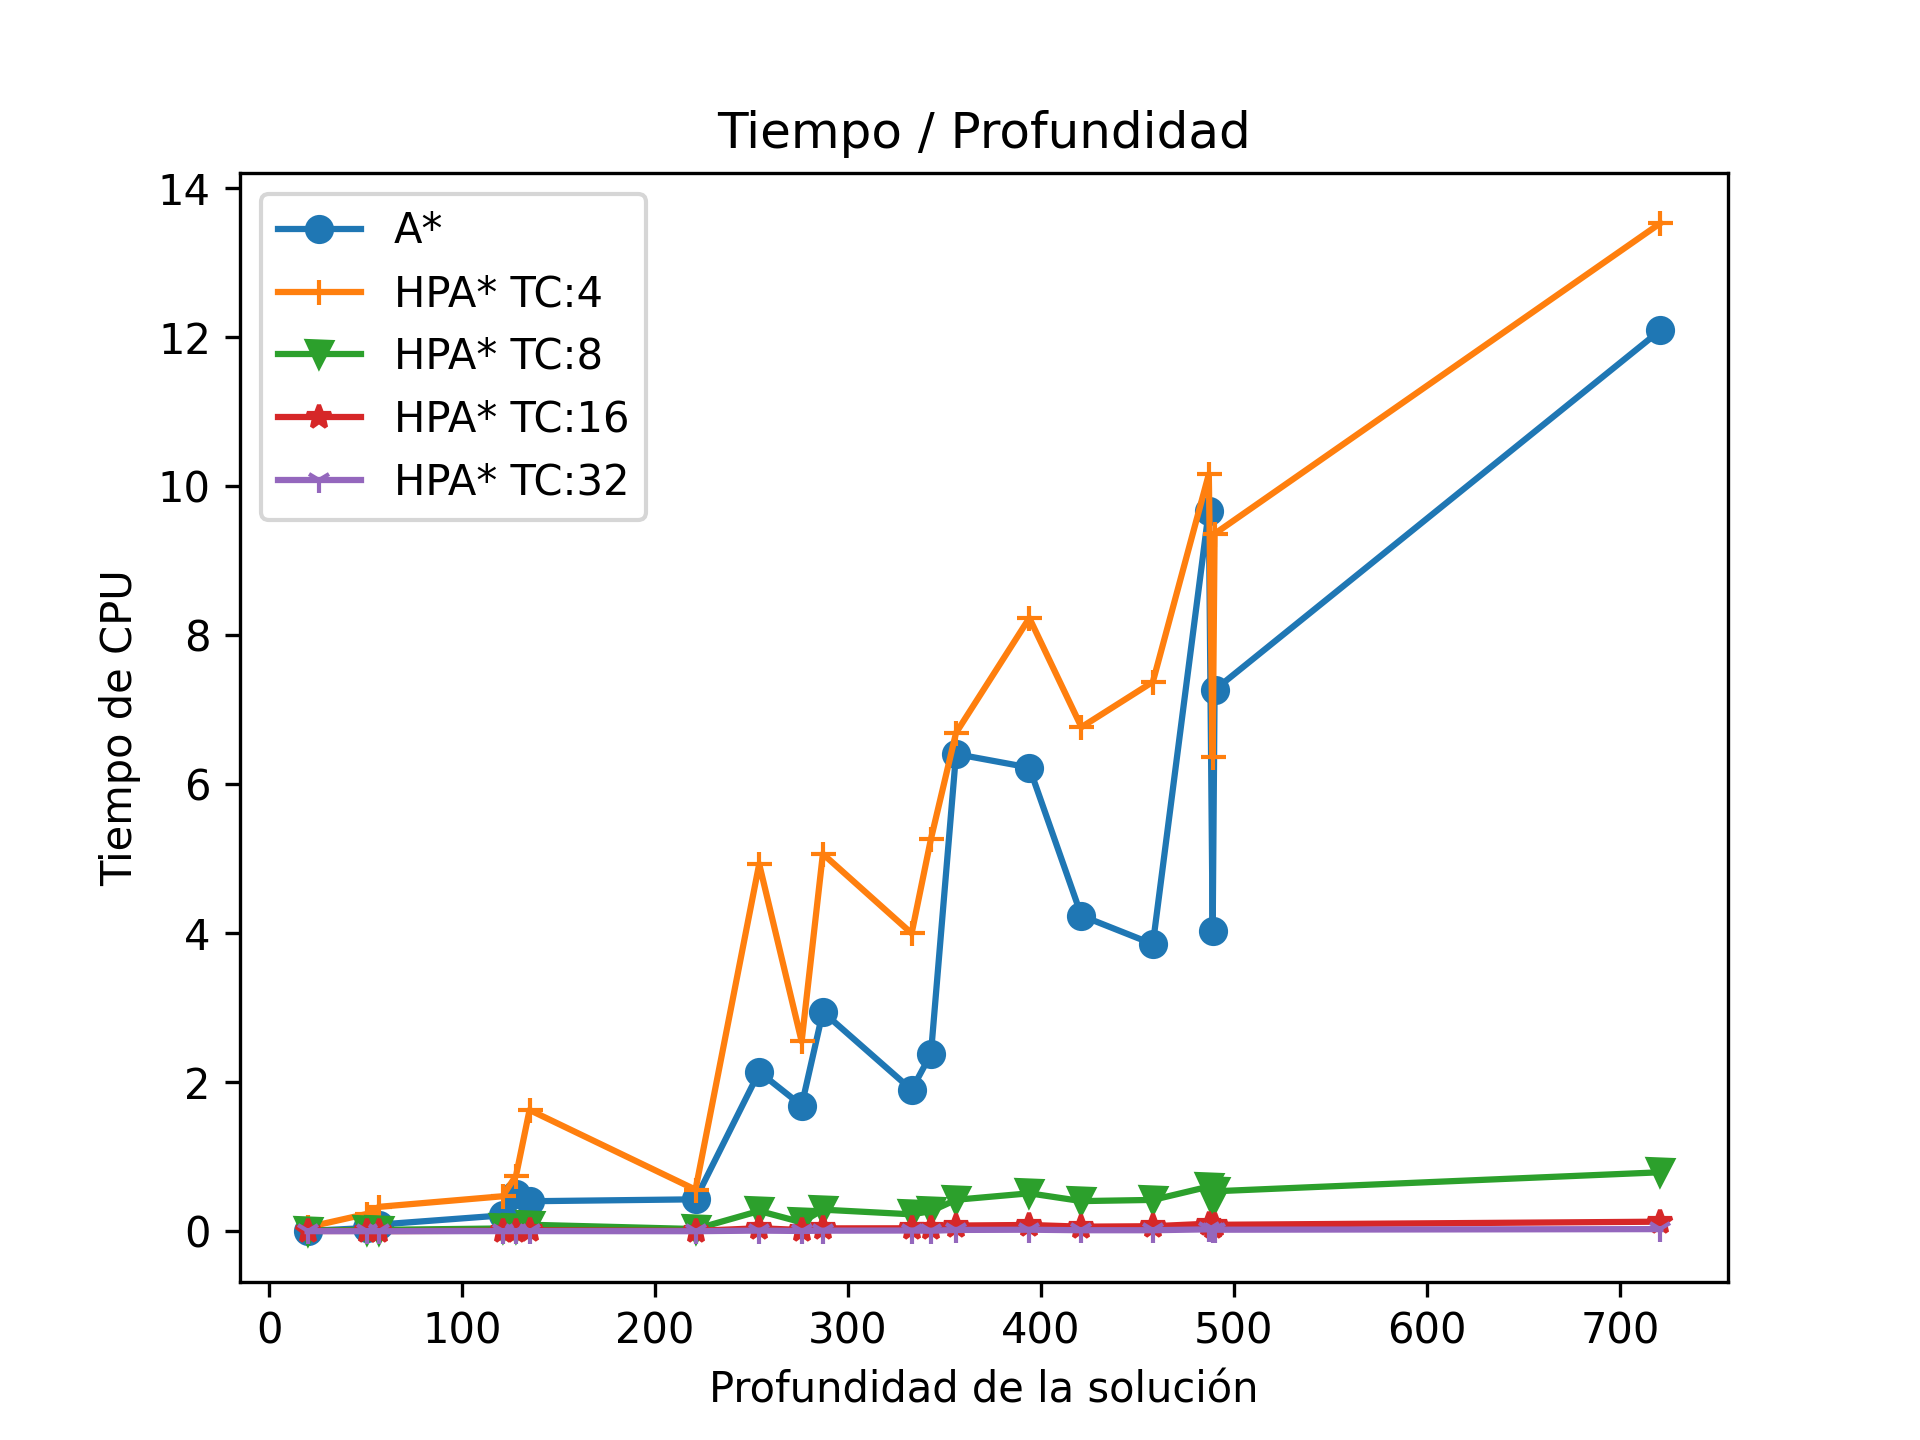 Tiempo / Profundidad
A*
HPA* TC:4
HPA* TC:8
HPA* TC:16
HPA* TC:32
Tiempo de CPU
14
12
10
8
6
4
2
0
0 100 200 300 400 500 600 700
Profundidad de la solución